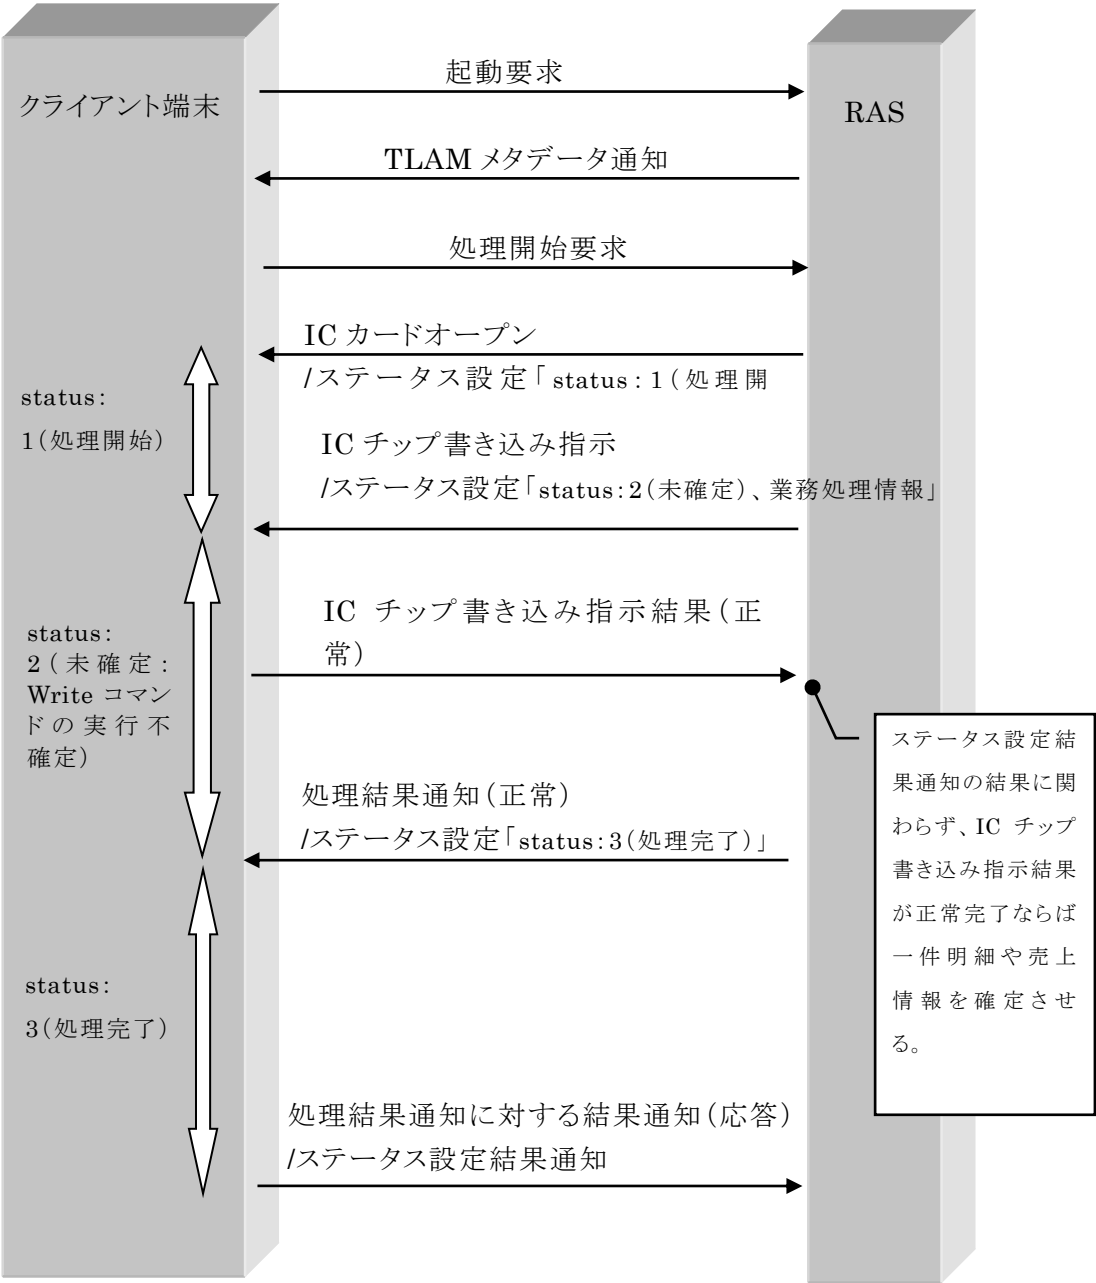 起動要求
クライアント端末
RAS
TLAM メタデータ通知
処理開始要求
IC カードオープン
/ステータス設定「status:1(処理開
status:
1(処理開始)
IC チップ書き込み指示
/ステータス設定「status:2(未確定)、業務処理情報」
IC チップ書き込み指示結果(正
常)
status:
2(未確定:
Write コマン
ドの実行不
確定)
ステータス設定結
果通知の結果に関
わらず、IC チップ
書き込み指示結果
が正常完了ならば
一件明細や売上
情報を確定させ
る。
処理結果通知(正常)
/ステータス設定「status:3(処理完了)」
status:
3(処理完了)
処理結果通知に対する結果通知(応答)
/ステータス設定結果通知